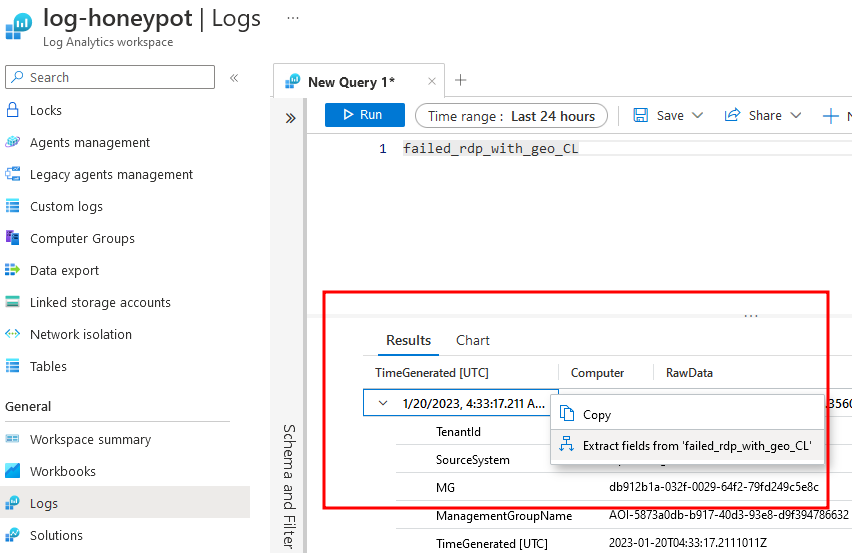 log-honeypot | Logs ...
Log Analytics workspace
Search «
Locks
Agents management
Legacy agents management
Custom logs
Computer Groups
Data export
Linked storage accounts
Network isolation
Tables
General
Workspace summary
Workbooks
Logs
Solutions
New Query 1* × +
Run Time range : Last 24 hours Save Share
1 failed_rdp_with_geo_CL
Schema and Filter
...
Results Chart
TimeGenerated [UTC] Computer RawData
1/20/2023, 4:33:17.211 A...
Copy
Extract fields from 'failed_rdp_with_geo_CL'
TenantId
SourceSystem
MG db912b1a-032f-0029-64f2-79fd249c5e8c
ManagementGroupName AOI-5873a0db-b917-40d3-93e8-d9f394786632
TimeGenerated [UTC] 2023-01-20T04:33:17.2111011Z